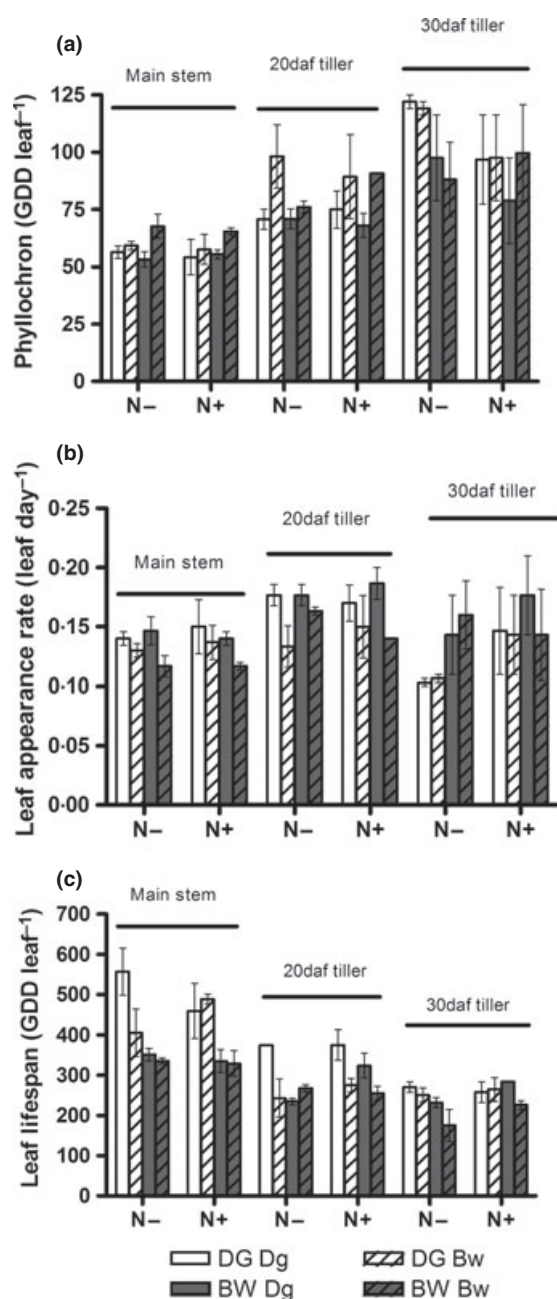 (a)
30daf tiller
20daf tiller
Main stem
Phyllochron (GDD leaf⁻¹)
125
100
75
50
25
0
N− N+ N− N+ N− N+
(b)
Leaf appearance rate (leaf day⁻¹)
30daf tiller
20daf tiller
Main stem
0·25
0·20
0·15
0·10
0·05
0·00
N− N+ N− N+ N− N+
(c)
Main stem
20daf tiller
30daf tiller
Leaf lifespan (GDD leaf⁻¹)
700
600
500
400
300
200
100
0
N− N+ N− N+ N− N+
DG Dg DG Bw
BW Dg BW Bw